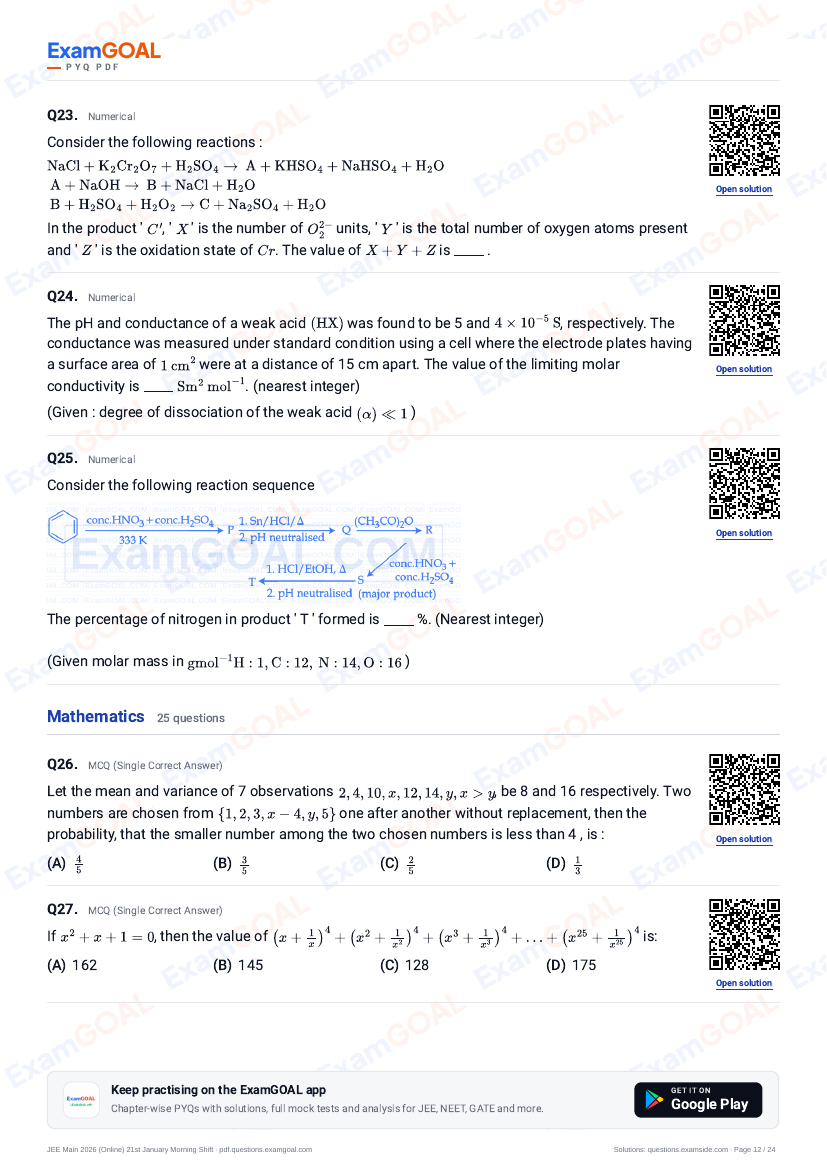 ExamGOAL
PYQ PDF
Q23. Numerical
Consider the following reactions :
NaCl + K₂Cr₂O₇ + H₂SO₄ → A + KHSO₄ + NaHSO₄ + H₂O
A + NaOH → B + NaCl + H₂O
B + H₂SO₄ + H₂O₂ → C + Na₂SO₄ + H₂O
In the product ' C', ' X ' is the number of O₂²⁻ units, ' Y ' is the total number of oxygen atoms present
and ' Z ' is the oxidation state of Cr. The value of X + Y + Z is ____ .
Open solution
Q24. Numerical
The pH and conductance of a weak acid (HX) was found to be 5 and 4 × 10⁻⁵ S, respectively. The
conductance was measured under standard condition using a cell where the electrode plates having
a surface area of 1 cm² were at a distance of 15 cm apart. The value of the limiting molar
conductivity is ____ Sm² mol⁻¹. (nearest integer)
(Given : degree of dissociation of the weak acid (α) ≪ 1 )
Open solution
Q25. Numerical
Consider the following reaction sequence
conc.HNO₃+conc.H₂SO₄
333 K
P
1. Sn/HCl/Δ
2. pH neutralised
Q
(CH₃CO)₂O
R
conc.HNO₃ +
conc.H₂SO₄
T
1. HCl/EtOH, Δ
2. pH neutralised
S
(major product)
The percentage of nitrogen in product ' T ' formed is ____ %. (Nearest integer)
(Given molar mass in gmol⁻¹H : 1, C : 12, N : 14, O : 16 )
Open solution
Mathematics 25 questions
Q26. MCQ (Single Correct Answer)
Let the mean and variance of 7 observations 2, 4, 10, x, 12, 14, y, x > y, be 8 and 16 respectively. Two
numbers are chosen from {1, 2, 3, x − 4, y, 5} one after another without replacement, then the
probability, that the smaller number among the two chosen numbers is less than 4 , is :
(A) 4/5 (B) 3/5 (C) 2/5 (D) 1/3
Open solution
Q27. MCQ (Single Correct Answer)
If x² + x + 1 = 0, then the value of (x + 1/x)⁴ + (x² + 1/x²)⁴ + (x³ + 1/x³)⁴ + … + (x²⁵ + 1/x²⁵)⁴ is:
(A) 162 (B) 145 (C) 128 (D) 175
Open solution
Keep practising on the ExamGOAL app
Chapter-wise PYQs with solutions, full mock tests and analysis for JEE, NEET, GATE and more.
GET IT ON
Google Play
JEE Main 2026 (Online) 21st January Morning Shift · pdf.questions.examgoal.com
Solutions: questions.examside.com · Page 12 / 24